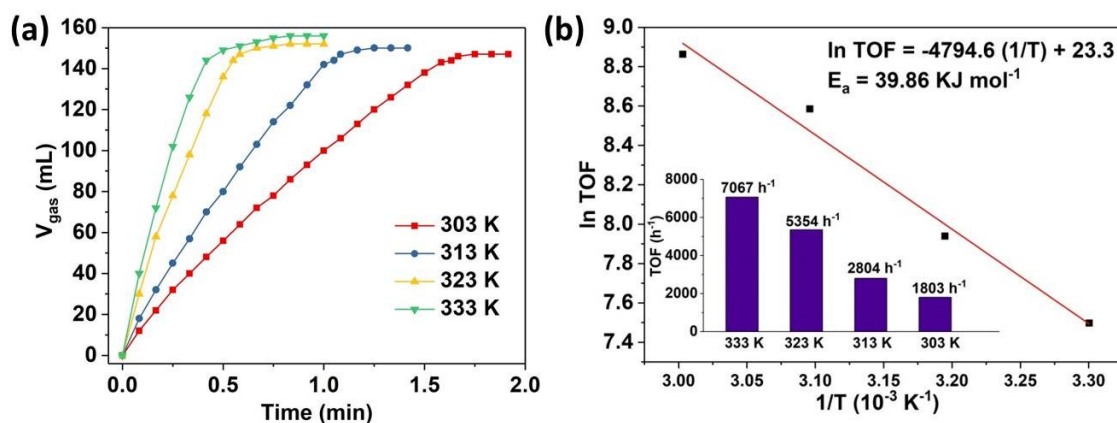 (a)
160
140
120
100
80
60
40
20
0
V_gas (mL)
0.0 0.5 1.0 1.5 2.0
Time (min)
303 K
313 K
323 K
333 K
(b)
9.0
8.8
8.6
8.4
8.2
8.0
7.8
7.6
7.4
ln TOF
3.00 3.05 3.10 3.15 3.20 3.25 3.30
1/T (10⁻³ K⁻¹)
ln TOF = -4794.6 (1/T) + 23.3
Eₐ = 39.86 KJ mol⁻¹
8000
6000
4000
2000
0
TOF (h⁻¹)
7067 h⁻¹
5354 h⁻¹
2804 h⁻¹
1803 h⁻¹
333 K 323 K 313 K 303 K